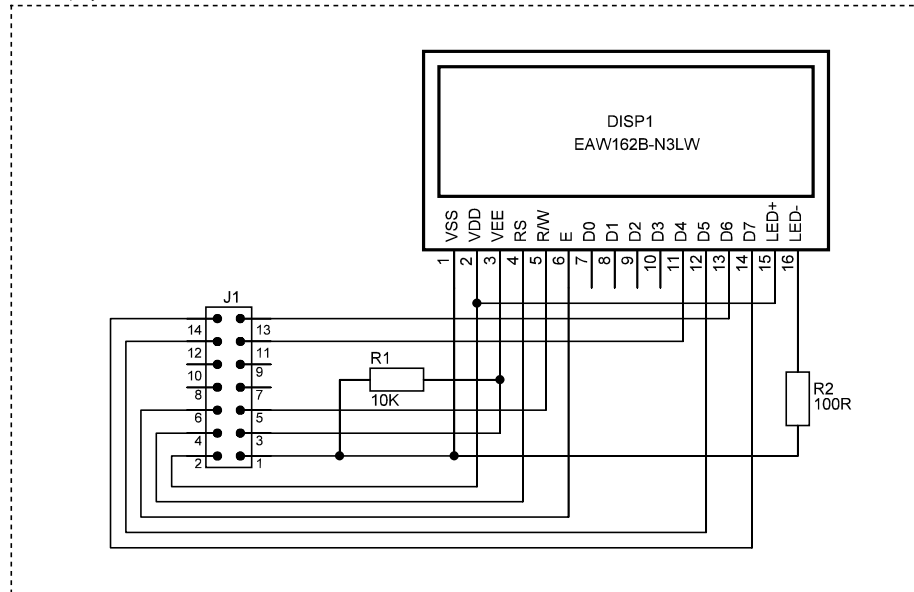 DISP1
EAW162B-N3LW
VSS
VDD
VEE
RS
R/W
E
D0
D1
D2
D3
D4
D5
D6
D7
LED+
LED-
1
2
3
4
5
6
7
8
9
10
11
12
13
14
15
16
J1
14 13
12 11
10 9
8 7
6 5
4 3
2 1
R1
10K
R2
100R